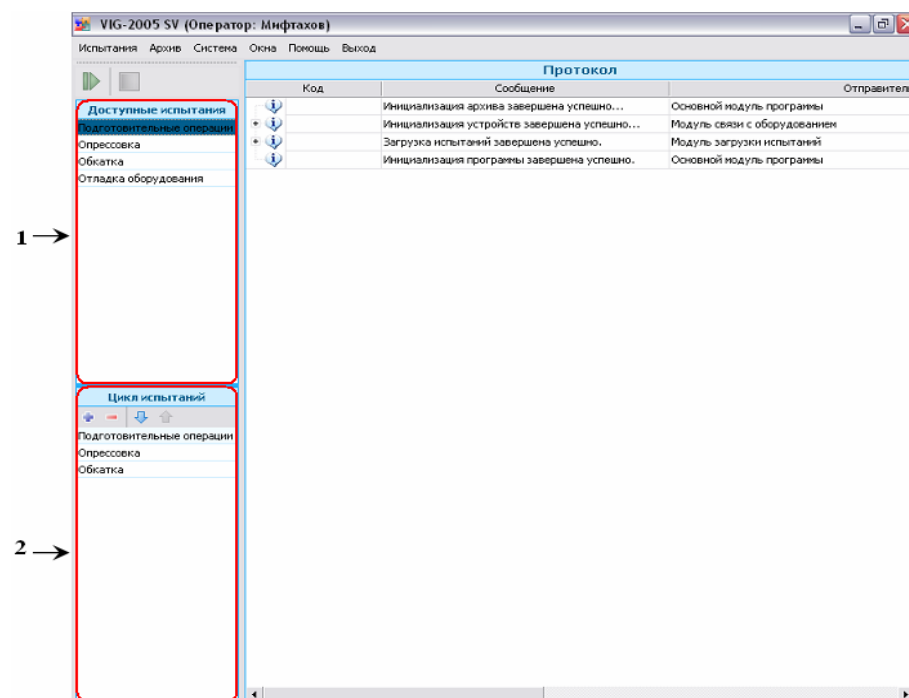 VIG-2005 SV (Оператор: Мифтахов)
Испытания Архив Система Окна Помощь Выход
Протокол
Код Сообщение Отправитель
Инициализация архива завершена успешно... Основной модуль программы
Инициализация устройств завершена успешно... Модуль связи с оборудованием
Загрузка испытаний завершена успешно. Модуль загрузки испытаний
Инициализация программы завершена успешно. Основной модуль программы
Доступные испытания
Подготовительные операции
Опрессовка
Обкатка
Отладка оборудования
1
Цикл испытаний
Подготовительные операции
Опрессовка
Обкатка
2